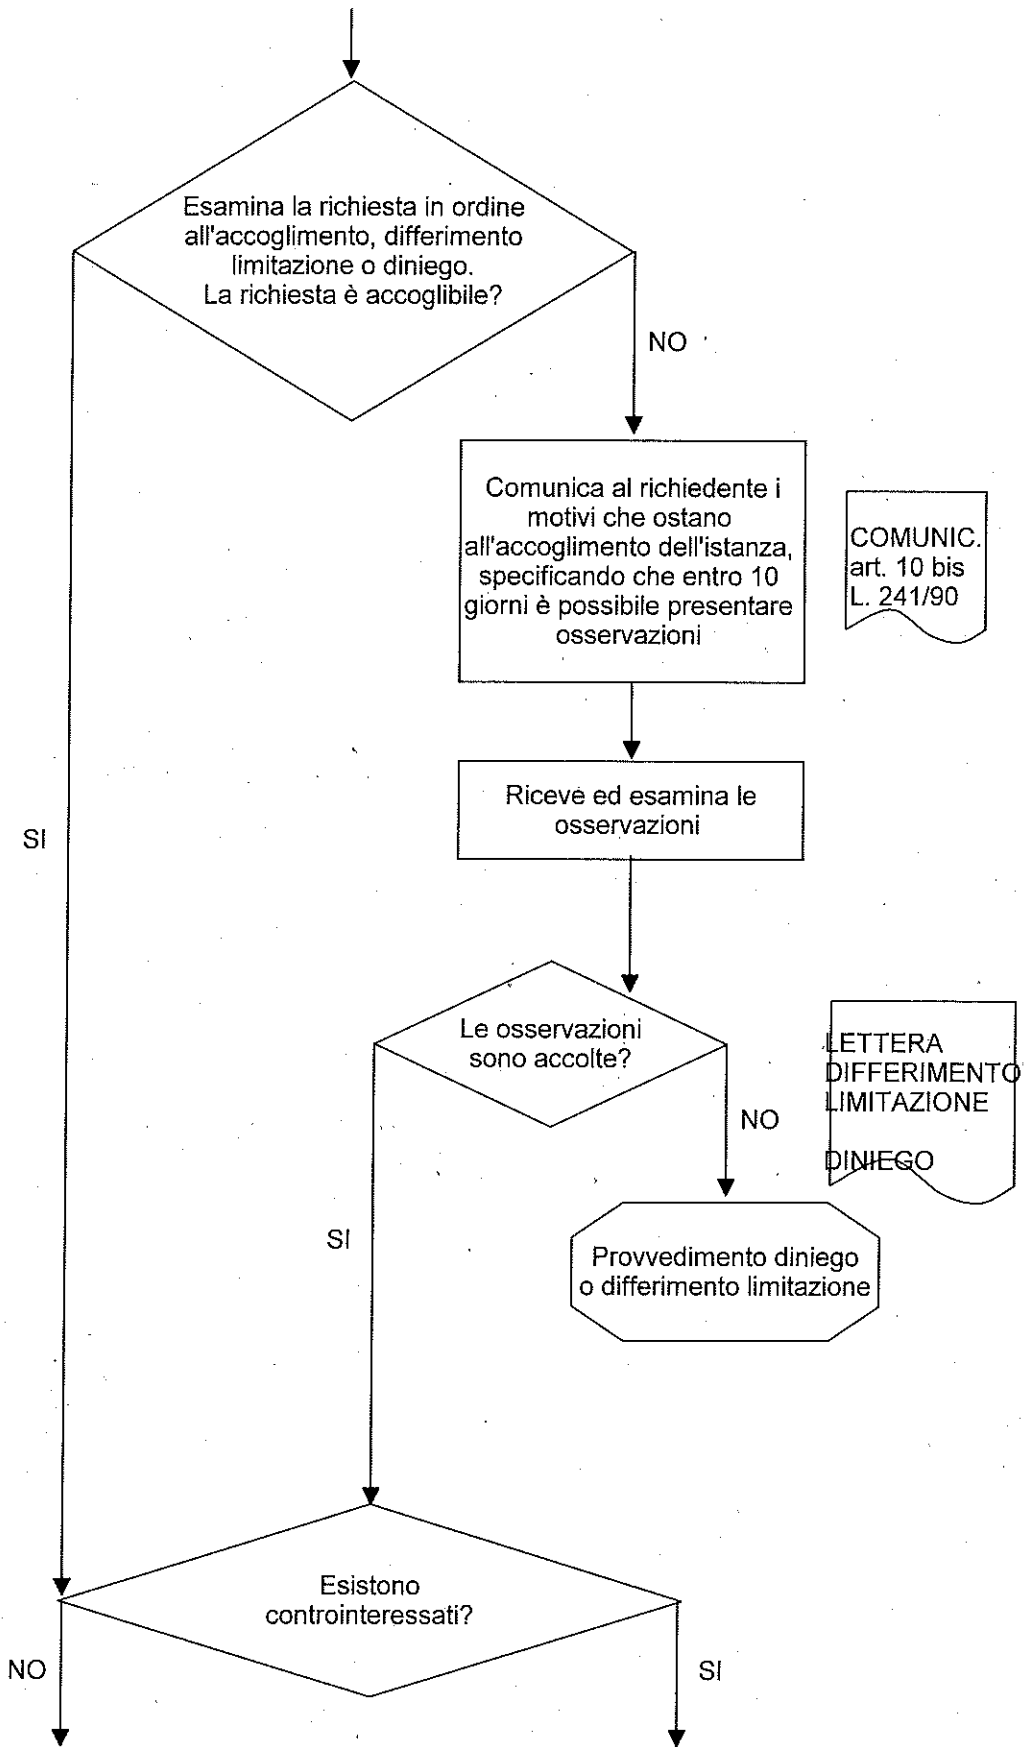 Esamina la richiesta in ordine
all'accoglimento, differimento
limitazione o diniego.
La richiesta è accoglibile?
NO
Comunica al richiedente i
motivi che ostano
all'accoglimento dell'istanza,
specificando che entro 10
giorni è possibile presentare
osservazioni
COMUNIC.
art. 10 bis
L. 241/90
Riceve ed esamina le
osservazioni
SI
Le osservazioni
sono accolte?
NO
LETTERA
DIFFERIMENTO
LIMITAZIONE
DINIEGO
SI
Provvedimento diniego
o differimento limitazione
Esistono
controinteressati?
NO
SI